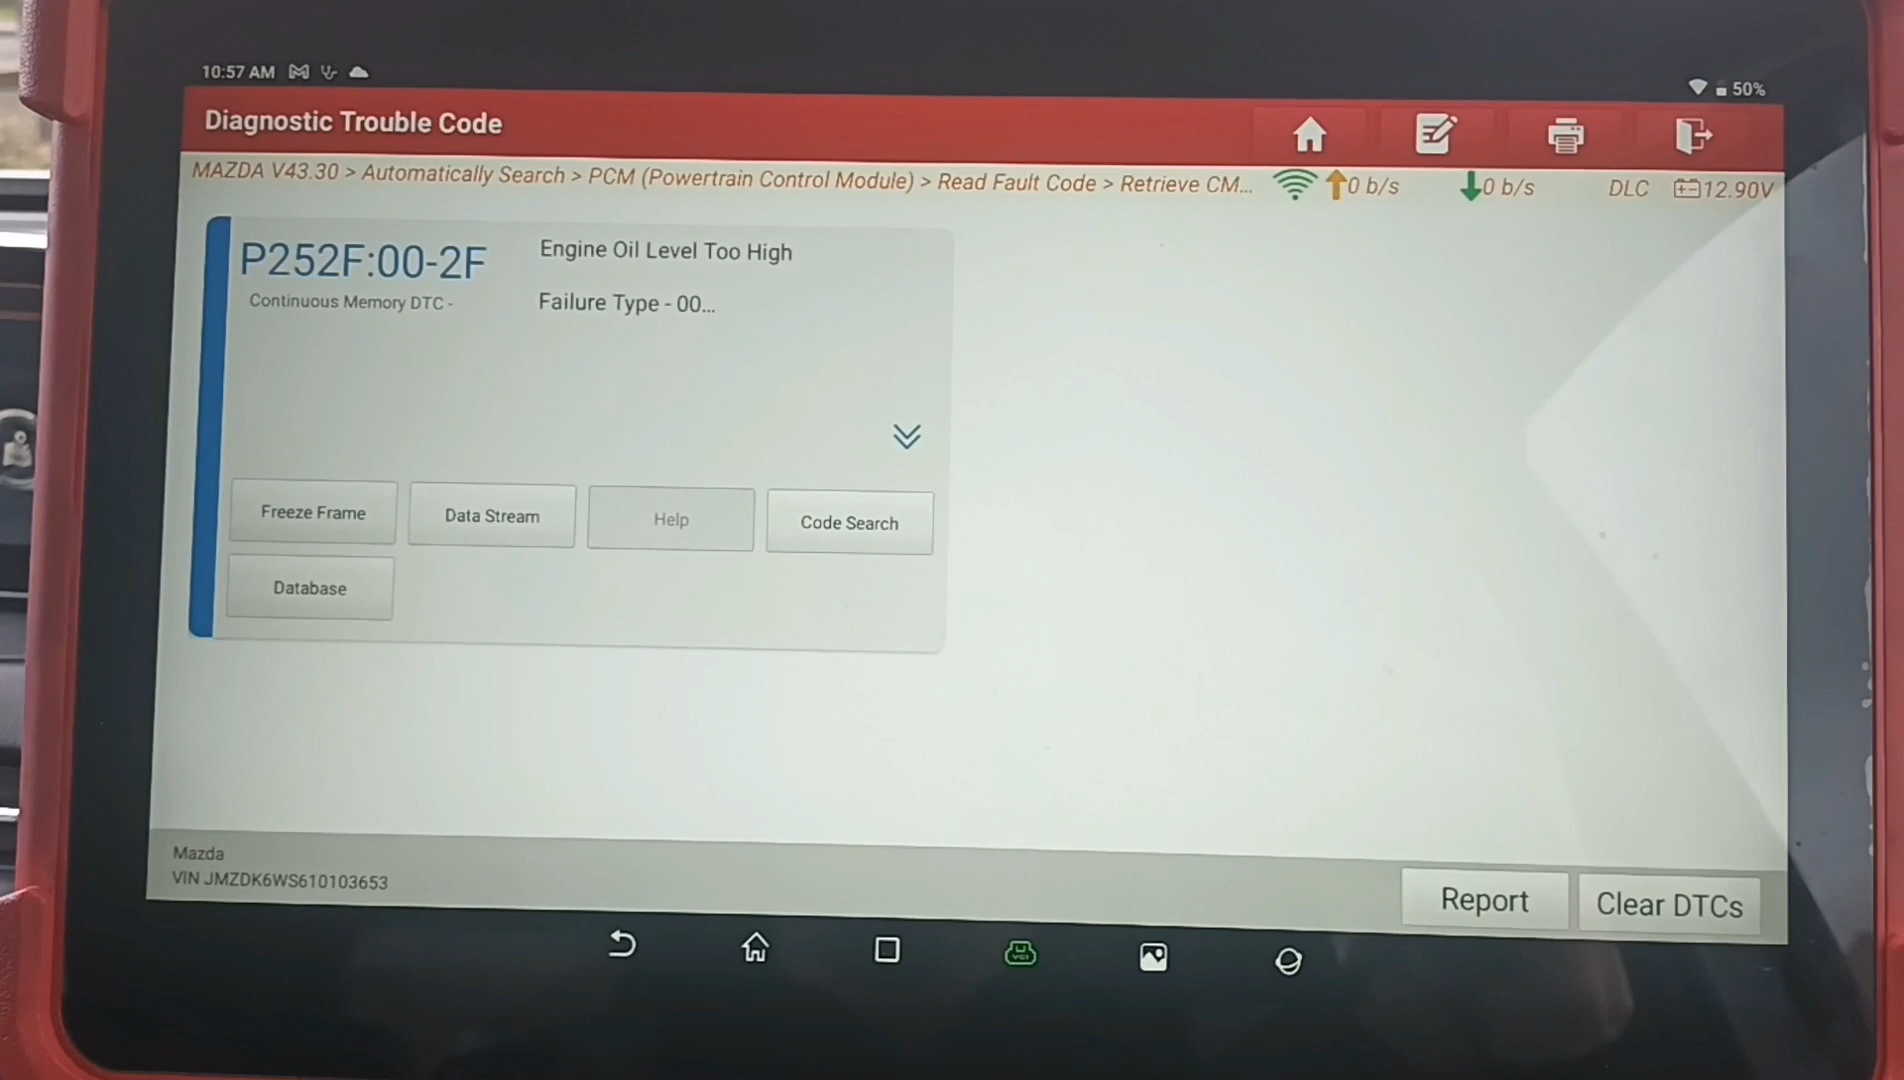 10:57 AM
50%
Diagnostic Trouble Code
MAZDA V43.30 > Automatically Search > PCM (Powertrain Control Module) > Read Fault Code > Retrieve CM... 0 b/s 0 b/s DLC 12.90V
P252F:00-2F Engine Oil Level Too High
Continuous Memory DTC - Failure Type - 00...
Freeze Frame Data Stream Help Code Search
Database
Mazda
VIN JMZDK6WS610103653
Report Clear DTCs
VCI